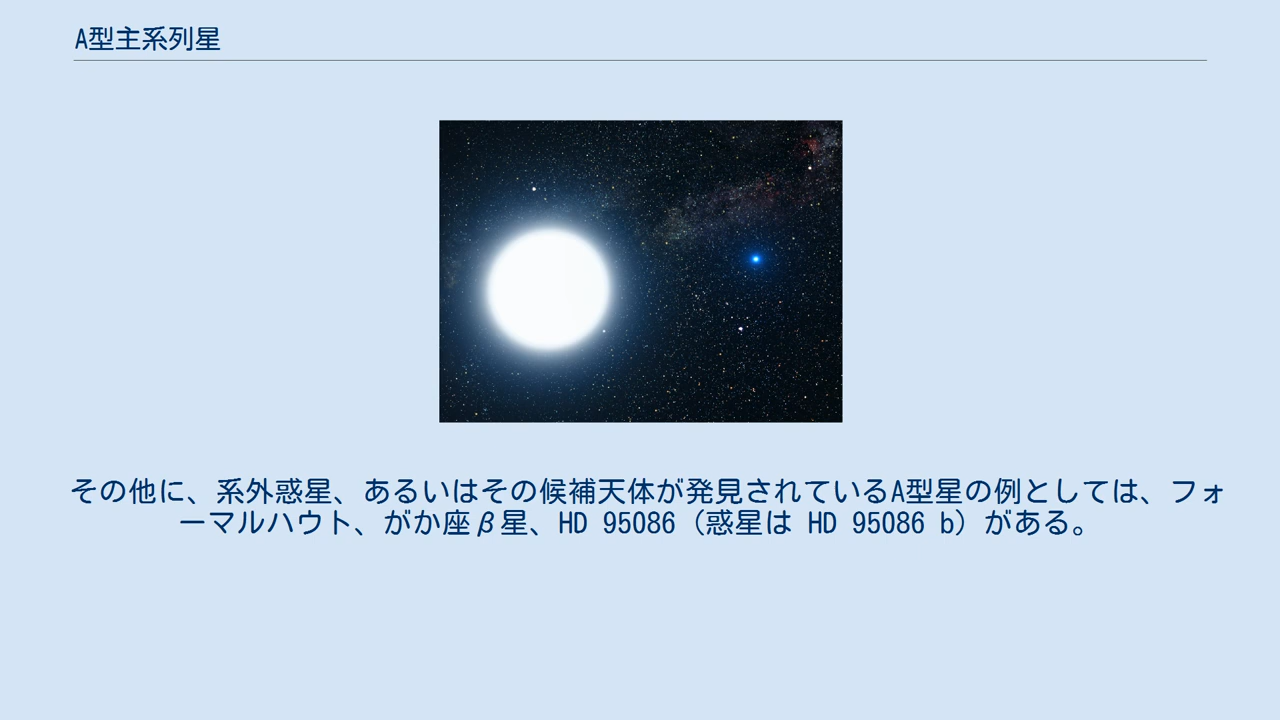 A型主系列星
その他に、系外惑星、あるいはその候補天体が発見されているA型星の例としては、フォ
ーマルハウト、がか座β星、HD 95086（惑星は HD 95086 b）がある。